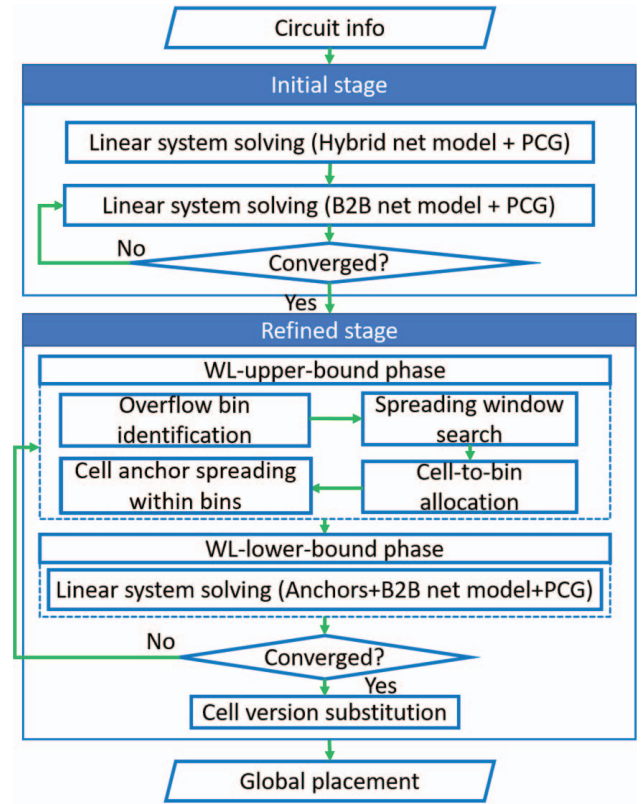 Circuit info
Initial stage
Linear system solving (Hybrid net model + PCG)
Linear system solving (B2B net model + PCG)
No
Converged?
Yes
Refined stage
WL-upper-bound phase
Overflow bin
identification
Spreading window
search
Cell anchor spreading
within bins
Cell-to-bin
allocation
WL-lower-bound phase
Linear system solving (Anchors+B2B net model+PCG)
No
Converged?
Yes
Cell version substitution
Global placement